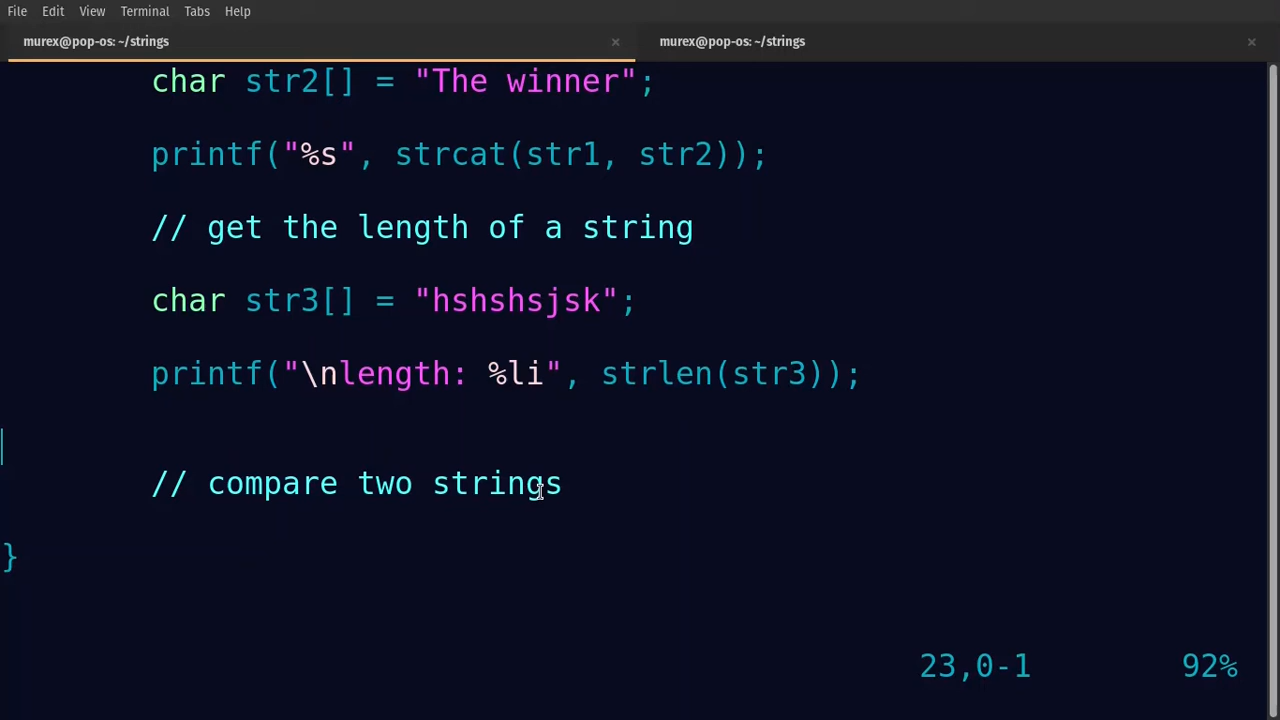 File Edit View Terminal Tabs Help
murex@pop-os: ~/strings × murex@pop-os: ~/strings ×
char str2[] = "The winner";
printf("%s", strcat(str1, str2));
// get the length of a string
char str3[] = "hshshsjsk";
printf("\nlength: %li", strlen(str3));
// compare two strings
}
23,0-1 92%